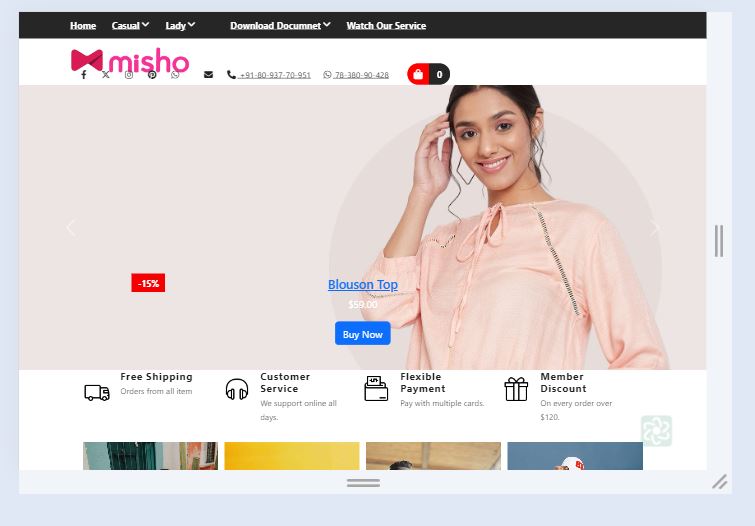 Home Casual Lady Download Documnet Watch Our Service
misho
+91-80-937-70-951 78-380-90-428 0
-15%
Blouson Top
$59.00
Buy Now
Free Shipping
Orders from all item
Customer
Service
We support online all
days.
Flexible
Payment
Pay with multiple cards.
Member
Discount
On every order over
$120.